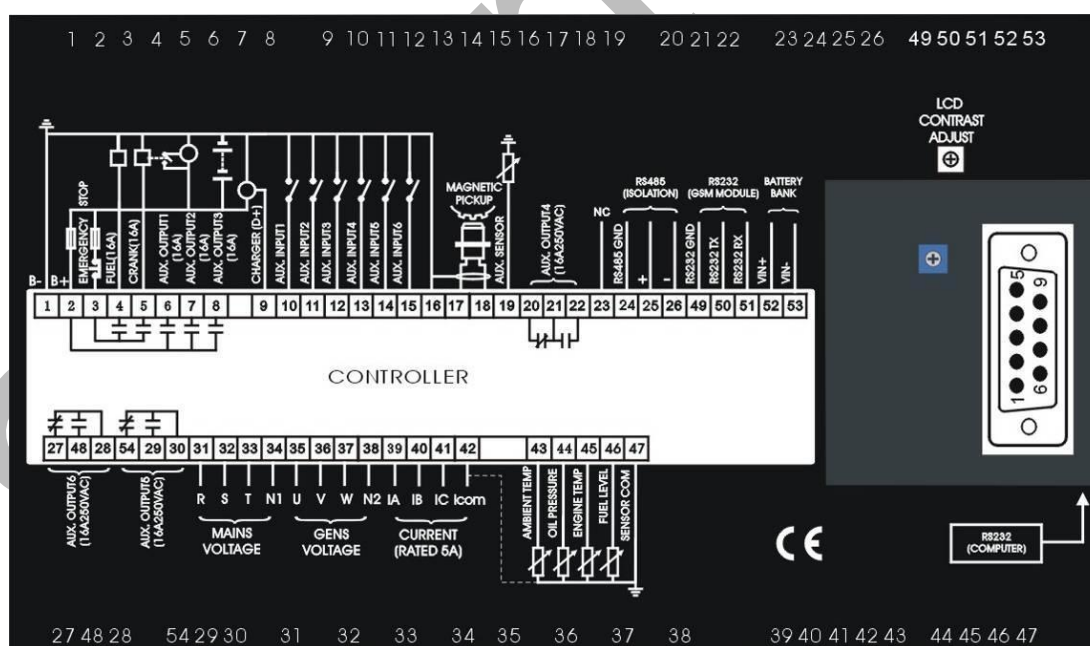 1 2 3 4 5 6 7 8 9 10 11 12 13 14 15 16 17 18 19 20 21 22 23 24 25 26 49 50 51 52 53
LCD
CONTRAST
ADJUST
B- B+
EMERGENCY STOP
FUEL(16A)
CRANK(16A)
AUX. OUTPUT1
(16A)
AUX. OUTPUT2
(16A)
AUX. OUTPUT3
(16A)
CHARGER (D+)
AUX. INPUT1
AUX. INPUT2
AUX. INPUT3
AUX. INPUT4
AUX. INPUT5
AUX. INPUT6
MAGNETIC
PICKUP
AUX. SENSOR
AUX. OUTPUT4
(16A250VAC)
NC
RS485
(ISOLATION)
RS485 GND
+
-
RS232
(GSM MODULE)
RS232 GND
RS232 TX
RS232 RX
BATTERY
BANK
VIN+
VIN-
1 2 3 4 5 6 7 8 9 10 11 12 13 14 15 16 17 18 19 20 21 22 23 24 25 26 49 50 51 52 53
5 9
1 6
CONTROLLER
27 48 28 54 29 30 31 32 33 34 35 36 37 38 39 40 41 42 43 44 45 46 47
AUX. OUTPUT6
(16A250VAC)
AUX. OUTPUT5
(16A250VAC)
R S T N1 U V W N2 IA IB IC Icom
MAINS
VOLTAGE
GENS
VOLTAGE
CURRENT
(RATED 5A)
AMBIENT TEMP
OIL PRESSURE
ENGINE TEMP
FUEL LEVEL
SENSOR COM
CE
RS232
(COMPUTER)
27 48 28 54 29 30 31 32 33 34 35 36 37 38 39 40 41 42 43 44 45 46 47